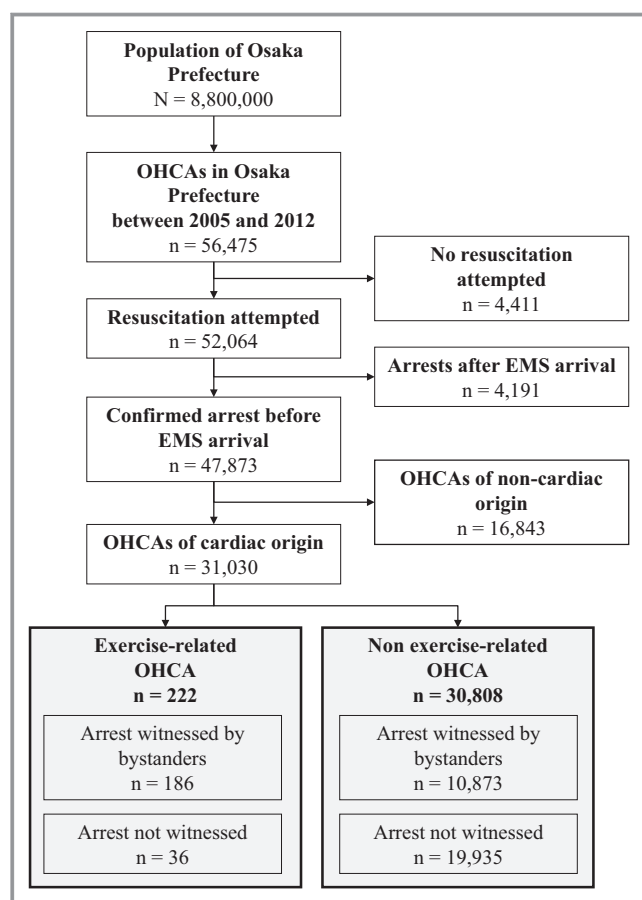 Population of Osaka
Prefecture
N = 8,800,000
OHCAs in Osaka
Prefecture
between 2005 and 2012
n = 56,475
No resuscitation
attempted
n = 4,411
Resuscitation attempted
n = 52,064
Arrests after EMS arrival
n = 4,191
Confirmed arrest before
EMS arrival
n = 47,873
OHCAs of non-cardiac
origin
n = 16,843
OHCAs of cardiac origin
n = 31,030
Exercise-related
OHCA
n = 222
Arrest witnessed by
bystanders
n = 186
Arrest not witnessed
n = 36
Non exercise-related
OHCA
n = 30,808
Arrest witnessed by
bystanders
n = 10,873
Arrest not witnessed
n = 19,935